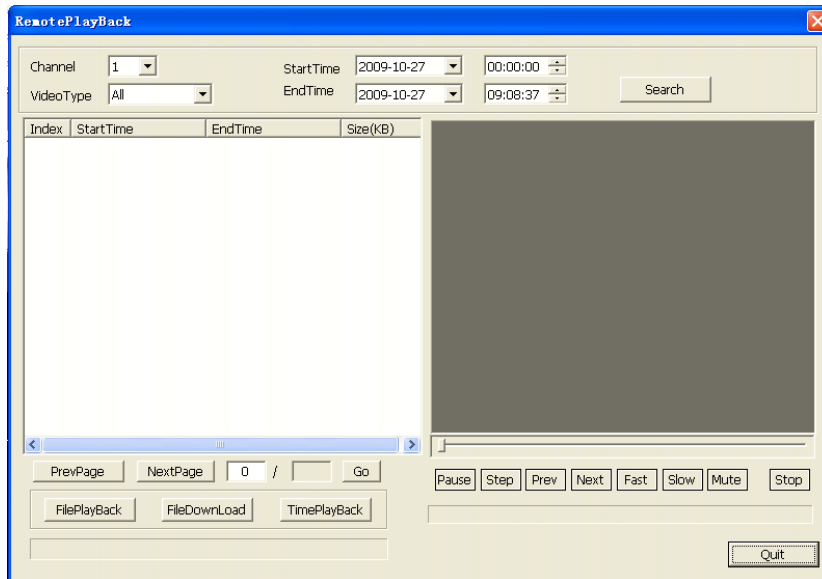 RemotePlayBack
Channel 1 StartTime 2009-10-27 00:00:00
VideoType All EndTime 2009-10-27 09:08:37 Search
Index StartTime EndTime Size(KB)
PrevPage NextPage 0 / Go
Pause Step Prev Next Fast Slow Mute Stop
FilePlayBack FileDownLoad TimePlayBack
Quit